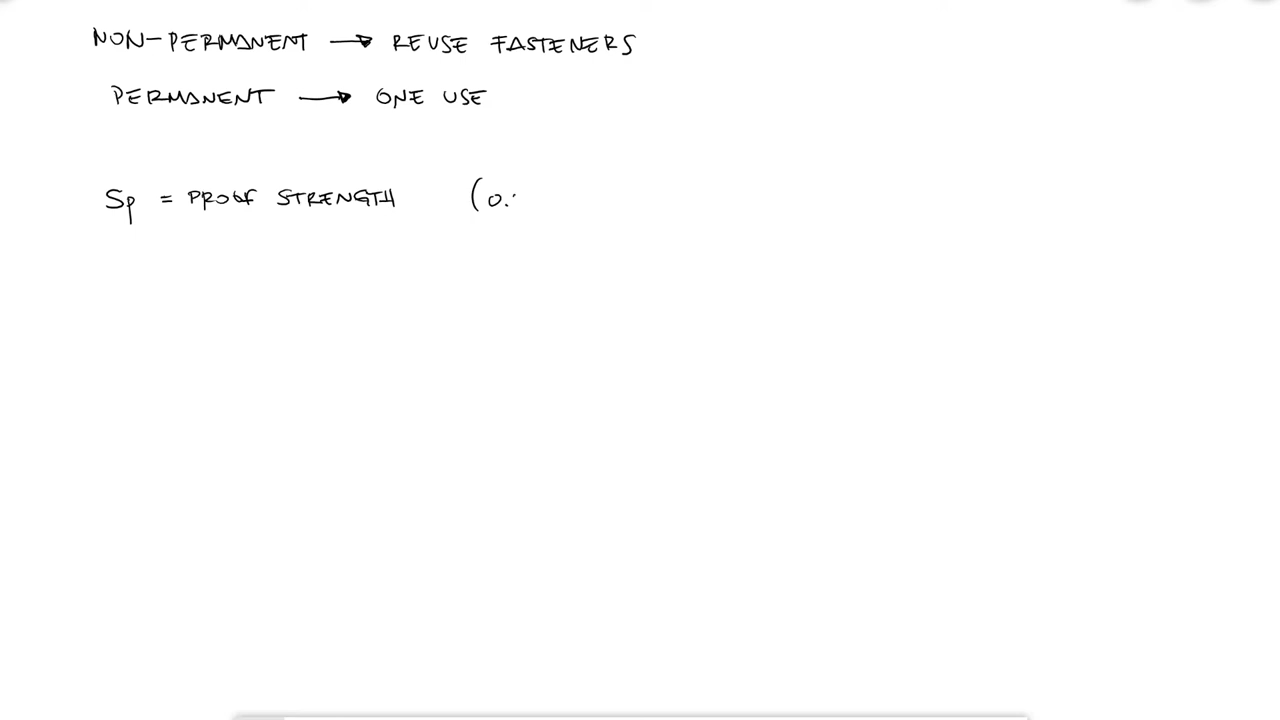 NON-PERMANENT → REUSE FASTENERS
PERMANENT → ONE USE
Sp = PROOF STRENGTH (0.